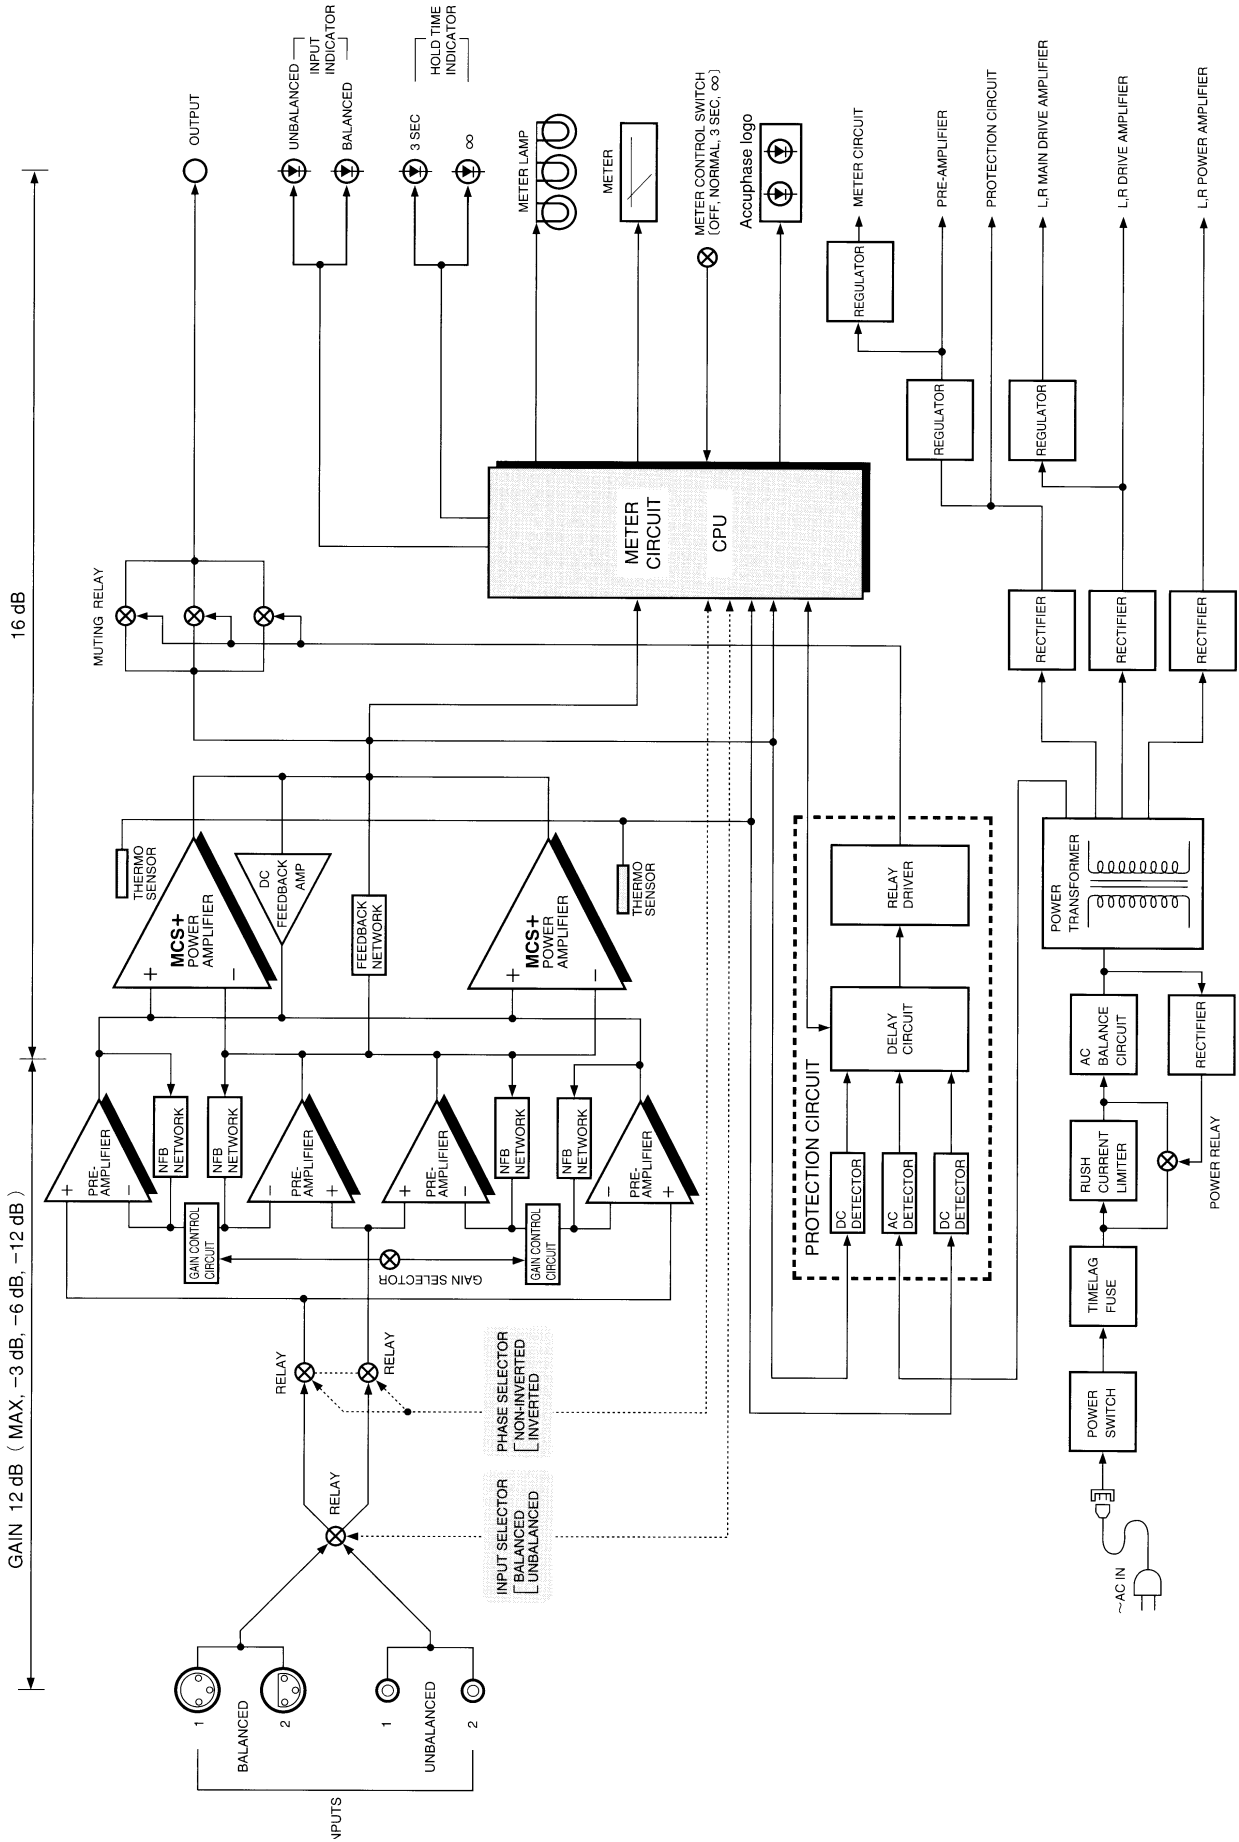 GAIN 12 dB ( MAX, −3 dB, −6 dB, −12 dB )
16 dB
NPUTS
BALANCED
1
2
UNBALANCED
1
2
RELAY
INPUT SELECTOR
BALANCED
UNBALANCED
RELAY
RELAY
PHASE SELECTOR
NON-INVERTED
INVERTED
GAIN SELECTOR
GAIN CONTROL
CIRCUIT
GAIN CONTROL
CIRCUIT
+
PRE-
AMPLIFIER
−
NFB
NETWORK
NFB
NETWORK
−
PRE-
AMPLIFIER
+
+
PRE-
AMPLIFIER
−
NFB
NETWORK
NFB
NETWORK
−
PRE-
AMPLIFIER
+
+
MCS+
POWER
AMPLIFIER
−
THERMO
SENSOR
DC
FEEDBACK
AMP
FEEDBACK
NETWORK
+
MCS+
POWER
AMPLIFIER
−
THERMO
SENSOR
MUTING RELAY
OUTPUT
UNBALANCED
BALANCED
INPUT
INDICATOR
3 SEC
∞
HOLD TIME
INDICATOR
METER
CIRCUIT
CPU
METER LAMP
METER
METER CONTROL SWITCH
(OFF, NORMAL, 3 SEC, ∞)
Accuphase logo
PROTECTION CIRCUIT
DC
DETECTOR
AC
DETECTOR
DC
DETECTOR
DELAY
CIRCUIT
RELAY
DRIVER
~AC IN
POWER
SWITCH
TIMELAG
FUSE
RUSH
CURRENT
LIMITER
POWER RELAY
AC
BALANCE
CIRCUIT
RECTIFIER
POWER
TRANSFORMER
RECTIFIER
RECTIFIER
RECTIFIER
REGULATOR
REGULATOR
REGULATOR
METER CIRCUIT
PRE-AMPLIFIER
PROTECTION CIRCUIT
L,R MAIN DRIVE AMPLIFIER
L,R DRIVE AMPLIFIER
L,R POWER AMPLIFIER